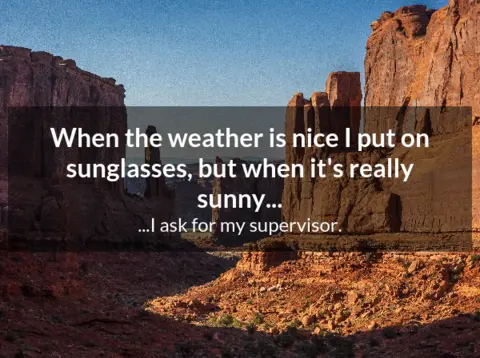 When the weather is nice I put on
sunglasses, but when it's really
sunny...
...I ask for my supervisor.